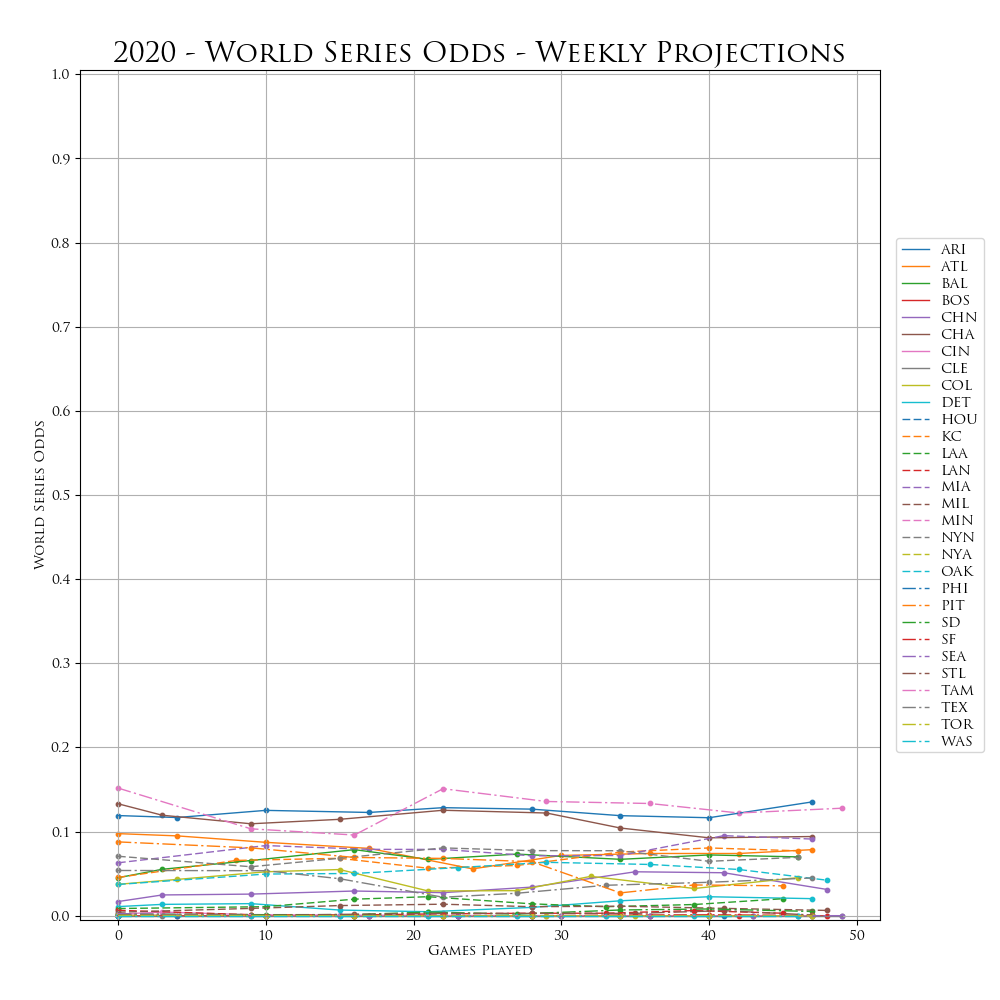 2020 - World Series Odds - Weekly Projections
1.0
0.9
0.8
0.7
0.6
0.5
0.4
0.3
0.2
0.1
0.0
World Series Odds
0 10 20 30 40 50
Games Played
ARI
ATL
BAL
BOS
CHN
CHA
CIN
CLE
COL
DET
HOU
KC
LAA
LAN
MIA
MIL
MIN
NYN
NYA
OAK
PHI
PIT
SD
SF
SEA
STL
TAM
TEX
TOR
WAS